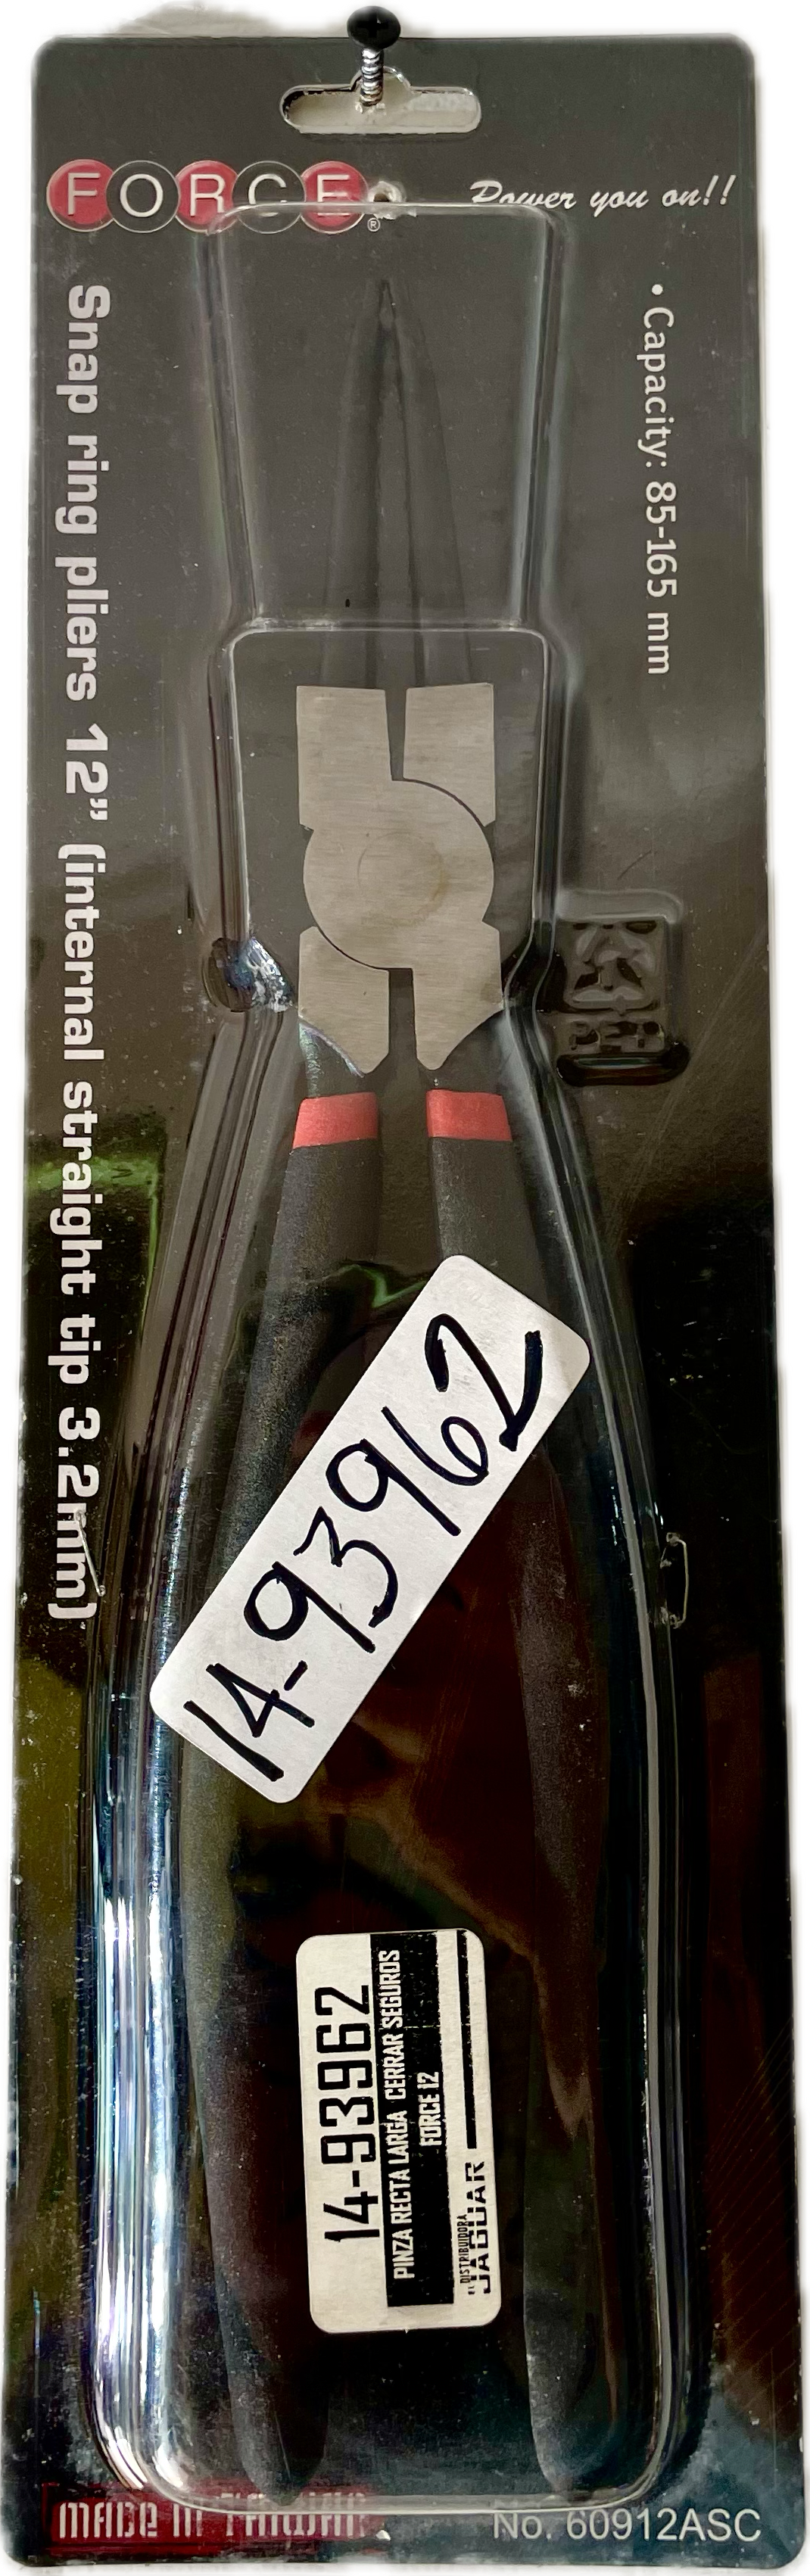 FORCE®
Power you on!!
• Capacity: 85-165 mm
Snap ring pliers 12” (internal straight tip 3.2mm)
14-93962
14-93962
PINZA RECTA LARGA CERRAR SEGUROS
FORCE 12
DISTRIBUIDORA
JAGUAR
MADE IN TAIWAN
No. 60912ASC